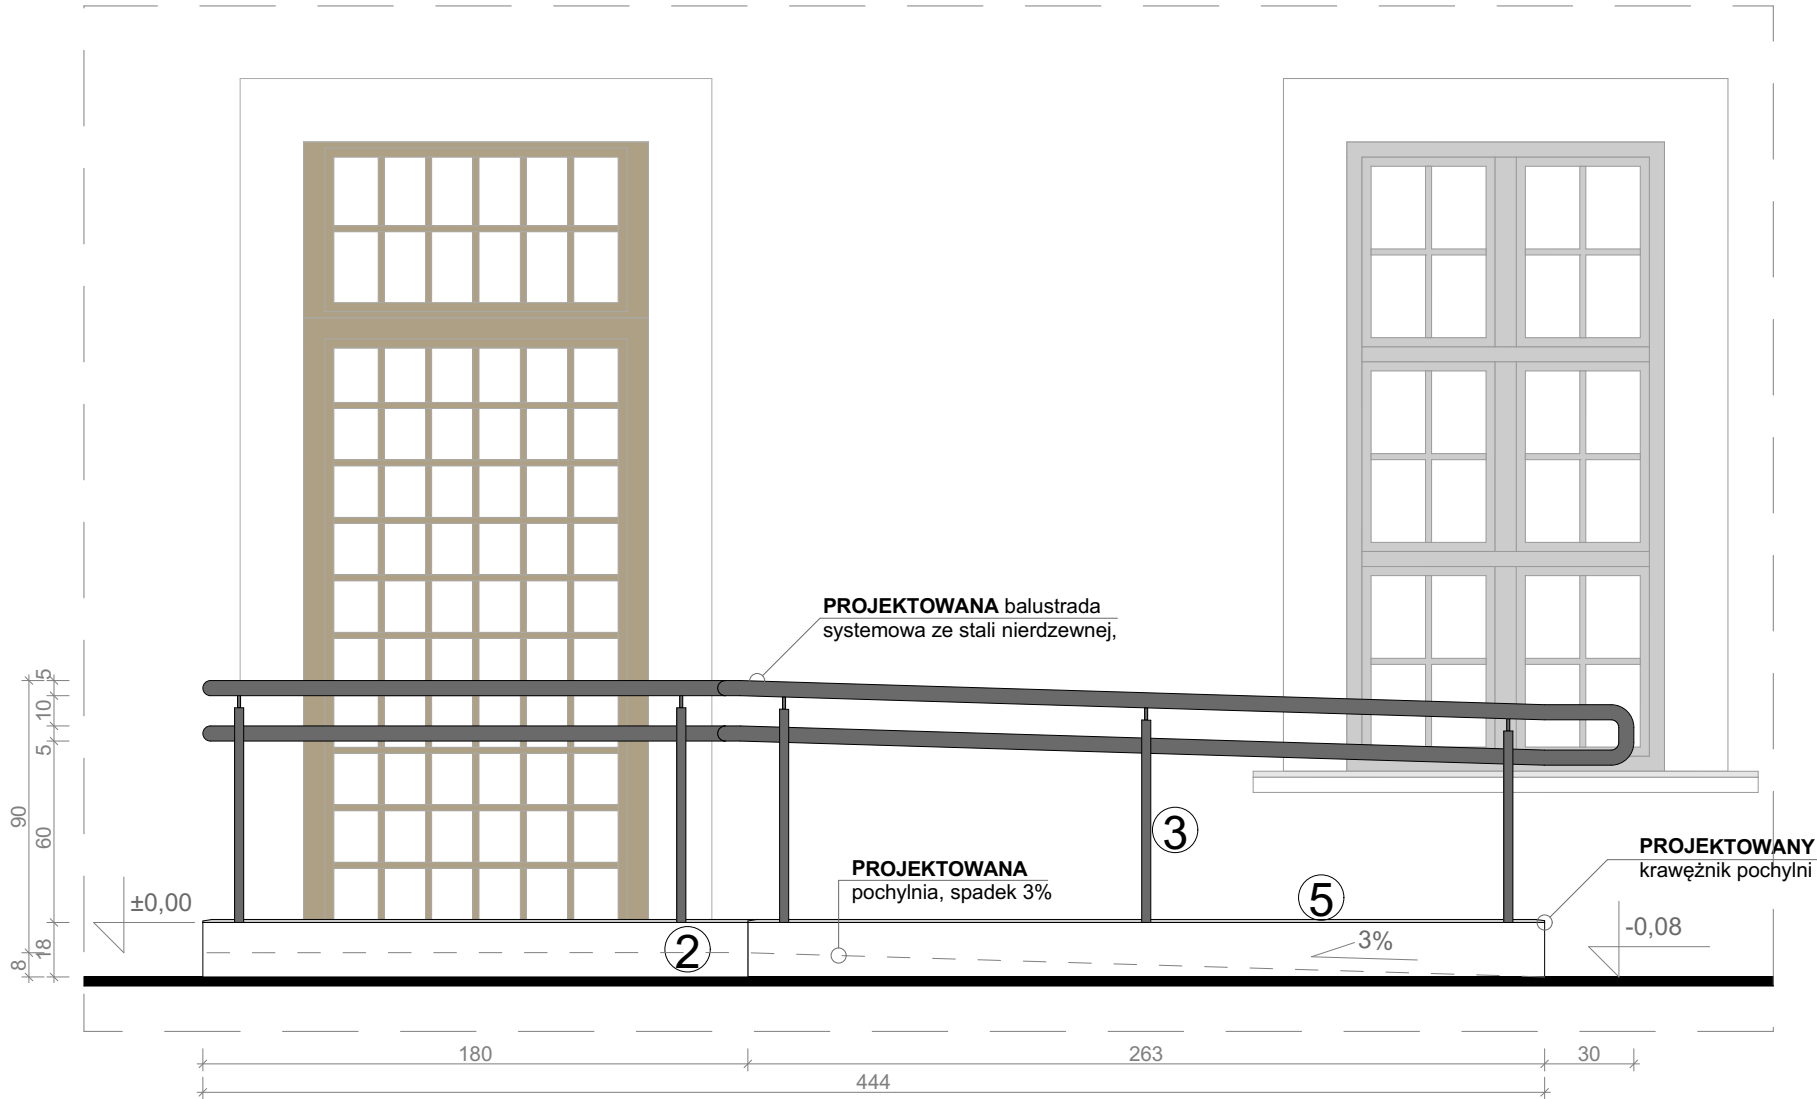 PROJEKTOWANA balustrada
systemowa ze stali nierdzewnej,
5
10
5
90
60
18
8
3
PROJEKTOWANY
krawężnik pochylni
PROJEKTOWANA
pochylnia, spadek 3%
5
±0,00
2
3%
-0,08
180
263
30
444